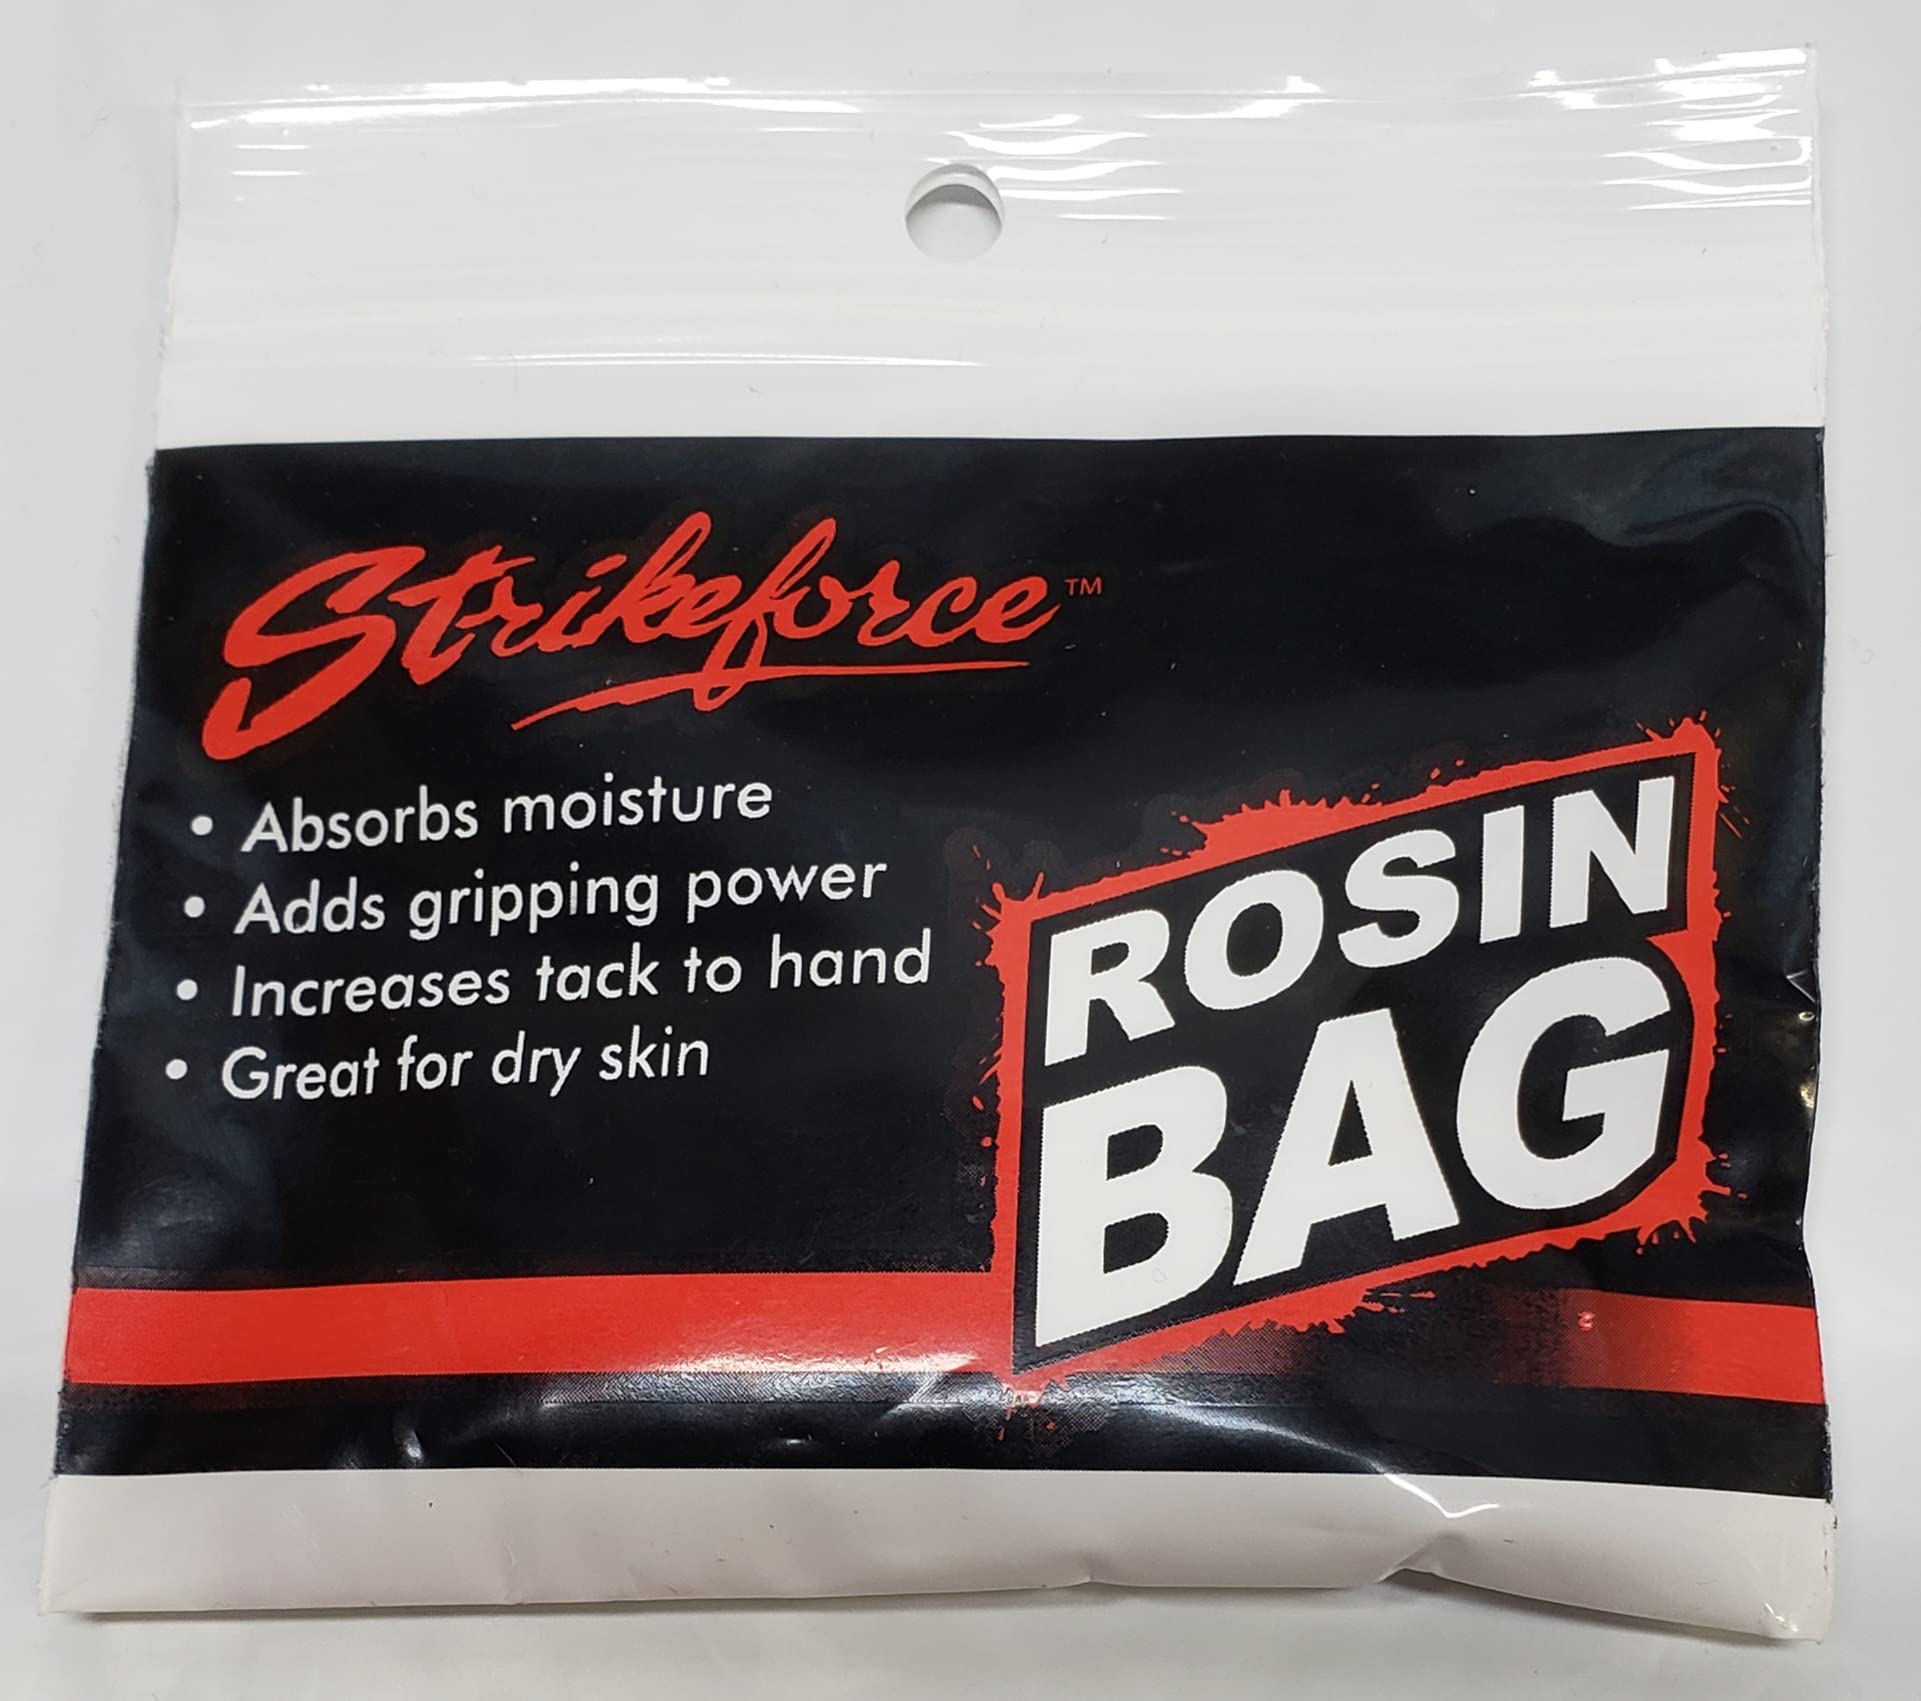 Strikeforce™
• Absorbs moisture
• Adds gripping power
• Increases tack to hand
• Great for dry skin
ROSIN
BAG